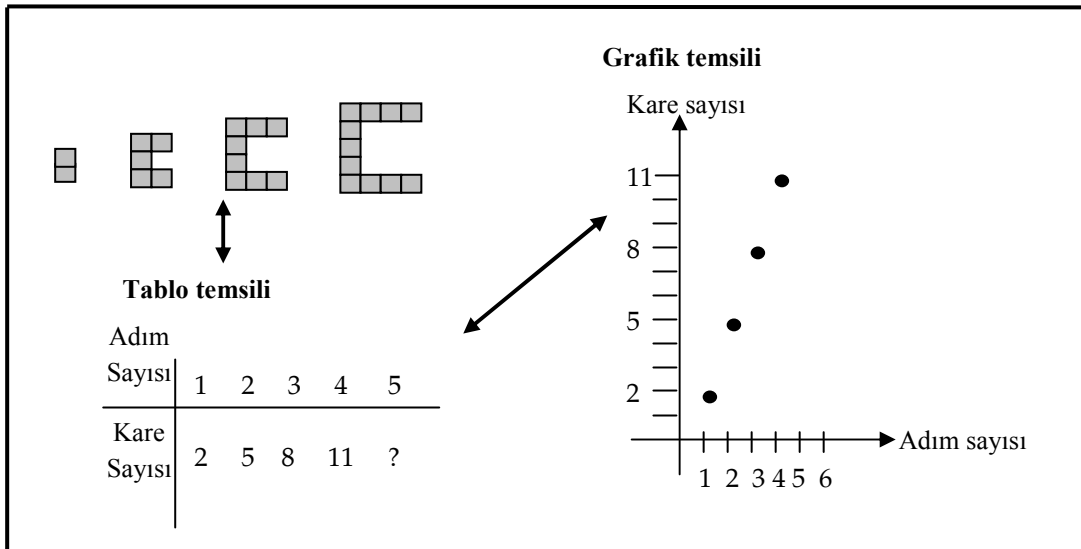 Grafik temsili
Kare sayısı
11
8
5
2
1 2 3 4 5 6
Adım sayısı
Tablo temsili
Adım
Sayısı 1 2 3 4 5
Kare
Sayısı 2 5 8 11 ?